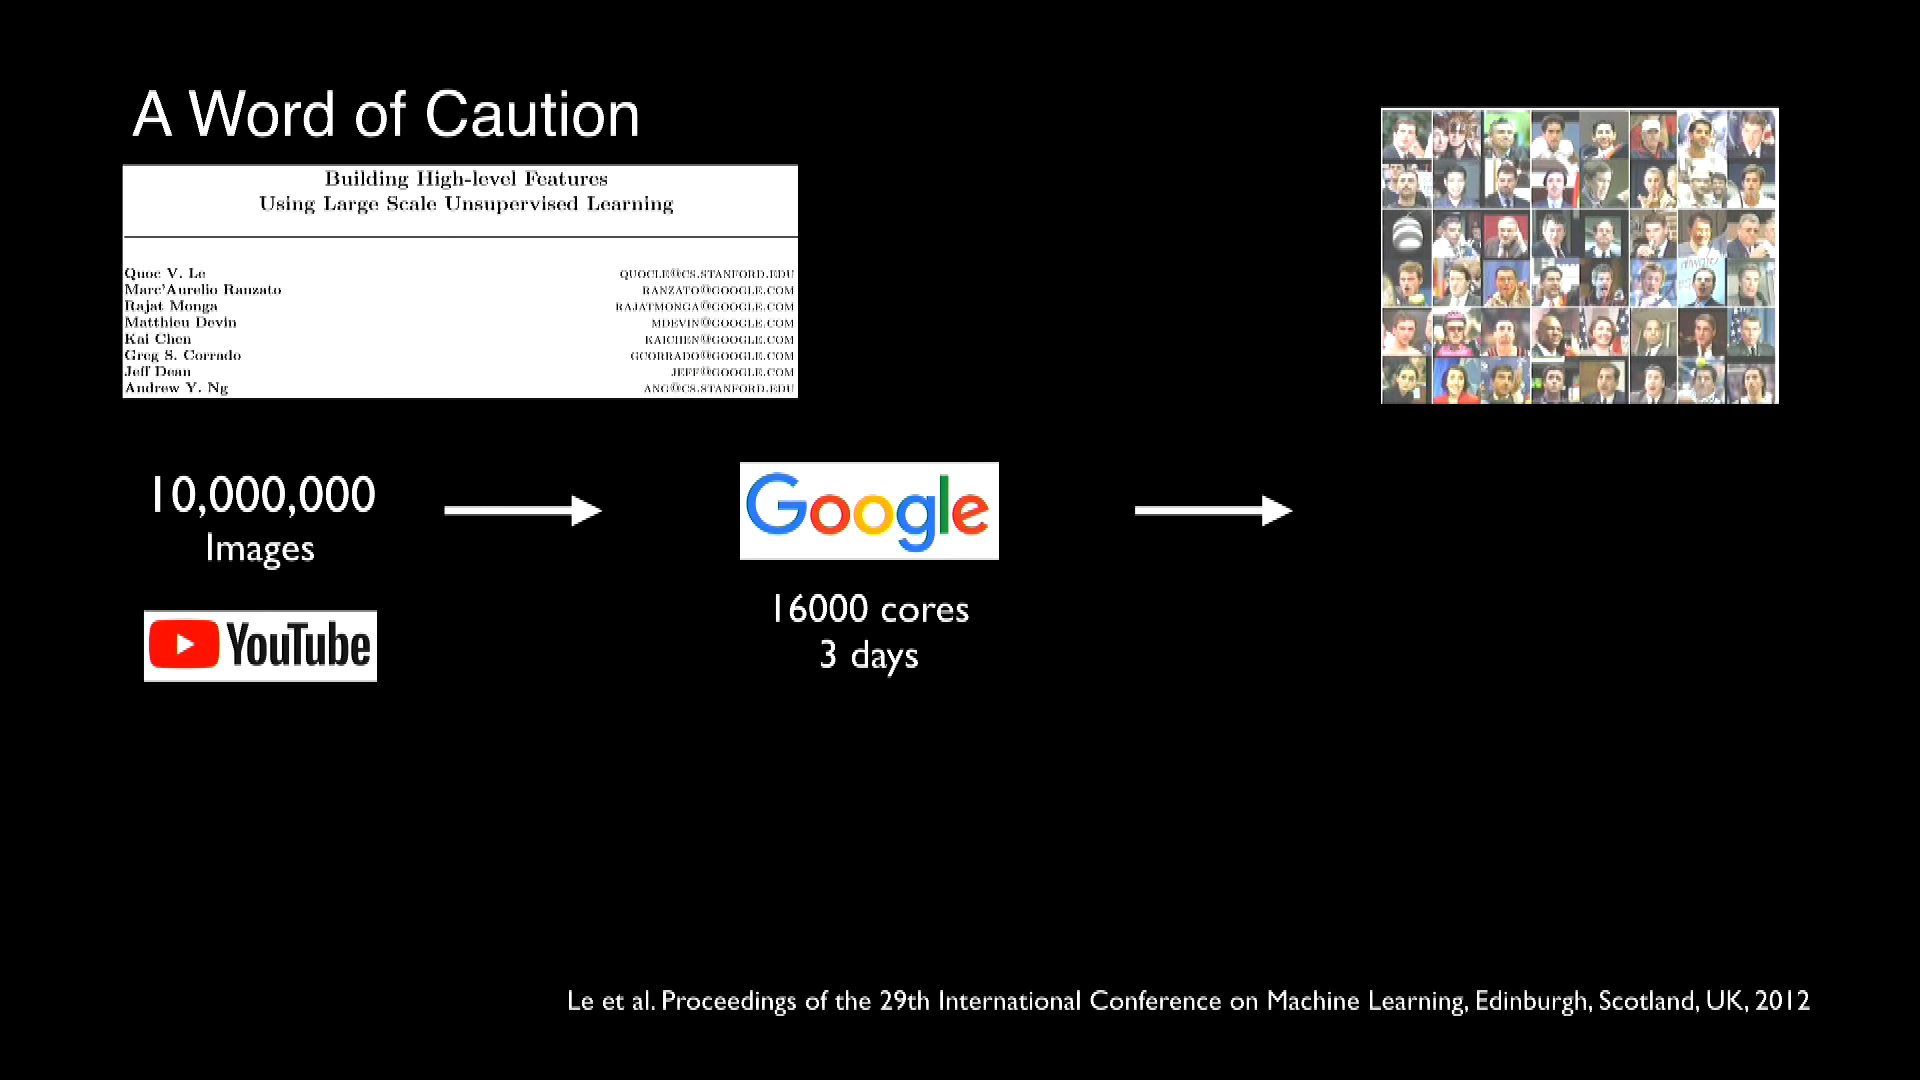 A Word of Caution
Building High-level Features
Using Large Scale Unsupervised Learning
Quoc V. Le QUOCLE@CS.STANFORD.EDU
Marc'Aurelio Ranzato RANZATO@GOOGLE.COM
Rajat Monga RAJATMONGA@GOOGLE.COM
Matthieu Devin MDEVIN@GOOGLE.COM
Kai Chen KAICHEN@GOOGLE.COM
Greg S. Corrado GCORRADO@GOOGLE.COM
Jeff Dean JEFF@GOOGLE.COM
Andrew Y. Ng ANG@CS.STANFORD.EDU
10,000,000
Images
YouTube
Google
16000 cores
3 days
Le et al. Proceedings of the 29th International Conference on Machine Learning, Edinburgh, Scotland, UK, 2012